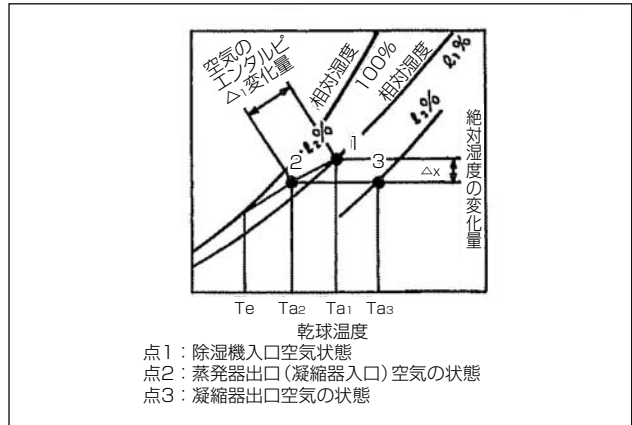 空気の
エンタルピ
△₁変化量
相対湿度
100%
相対湿度
ℓ₁%
ℓ₂%
ℓ₃%
1
2
3
△x
絶対湿度の変化量
Te Ta₂ Ta₁ Ta₃
乾球温度
点1:除湿機入口空気状態
点2:蒸発器出口(凝縮器入口)空気の状態
点3:凝縮器出口空気の状態